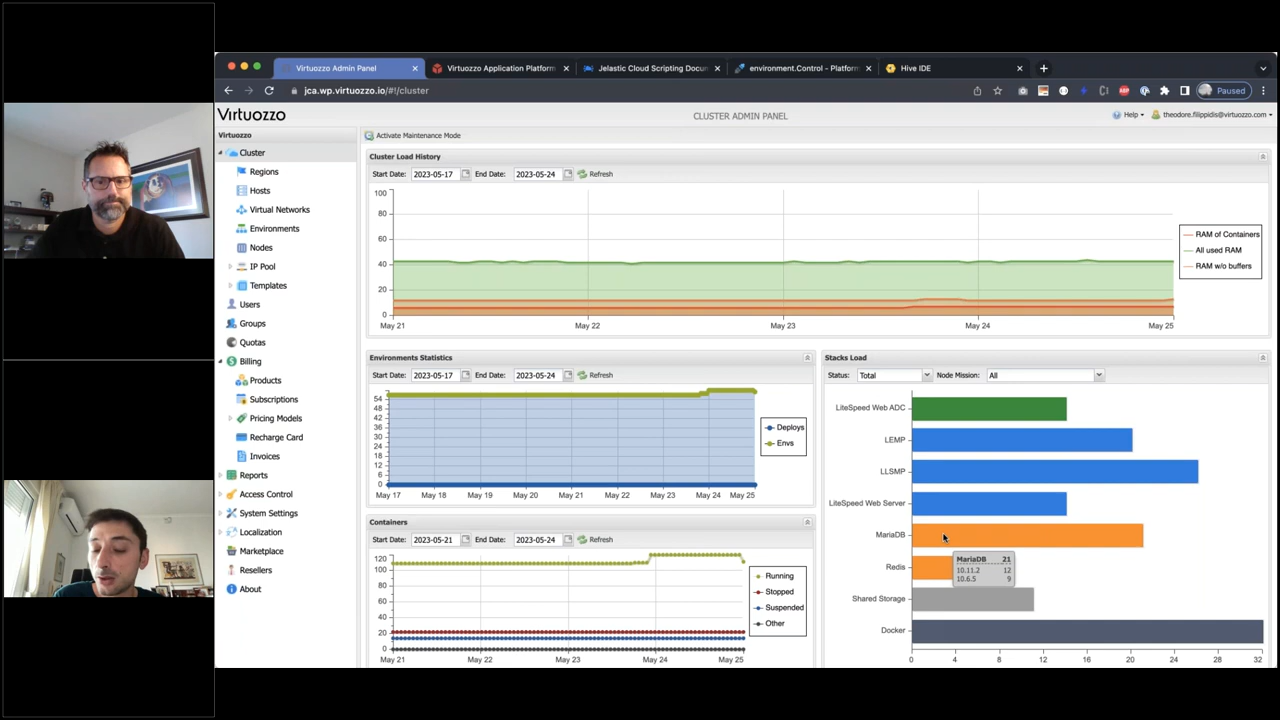 Virtuozzo Admin Panel
Virtuozzo Application Platform
Jelastic Cloud Scripting Docum
environment.Control - Platform
Hive IDE
jca.wp.virtuozzo.io/#!/cluster
Paused
Virtuozzo
CLUSTER ADMIN PANEL
Help
theodore.filippidis@virtuozzo.com
Virtuozzo
Cluster
Regions
Hosts
Virtual Networks
Environments
Nodes
IP Pool
Templates
Users
Groups
Quotas
Billing
Products
Subscriptions
Pricing Models
Recharge Card
Invoices
Reports
Access Control
System Settings
Localization
Marketplace
Resellers
About
Activate Maintenance Mode
Cluster Load History
Start Date: 2023-05-17 End Date: 2023-05-24 Refresh
100
80
60
40
20
0
May 21 May 22 May 23 May 24 May 25
RAM of Containers
All used RAM
RAM w/o buffers
Environments Statistics
Start Date: 2023-05-17 End Date: 2023-05-24 Refresh
54
48
42
36
30
24
18
12
6
0
May 17 May 18 May 19 May 20 May 21 May 22 May 23 May 24 May 25
Deploys
Envs
Containers
Start Date: 2023-05-21 End Date: 2023-05-24 Refresh
120
100
80
60
40
20
0
May 21 May 22 May 23 May 24 May 25
Running
Stopped
Suspended
Other
Stacks Load
Status: Total Node Mission: All
LiteSpeed Web ADC
LEMP
LLSMP
LiteSpeed Web Server
MariaDB
Redis
Shared Storage
Docker
MariaDB 21
10.11.2 12
10.6.5 9
0 4 8 12 16 20 24 28 32